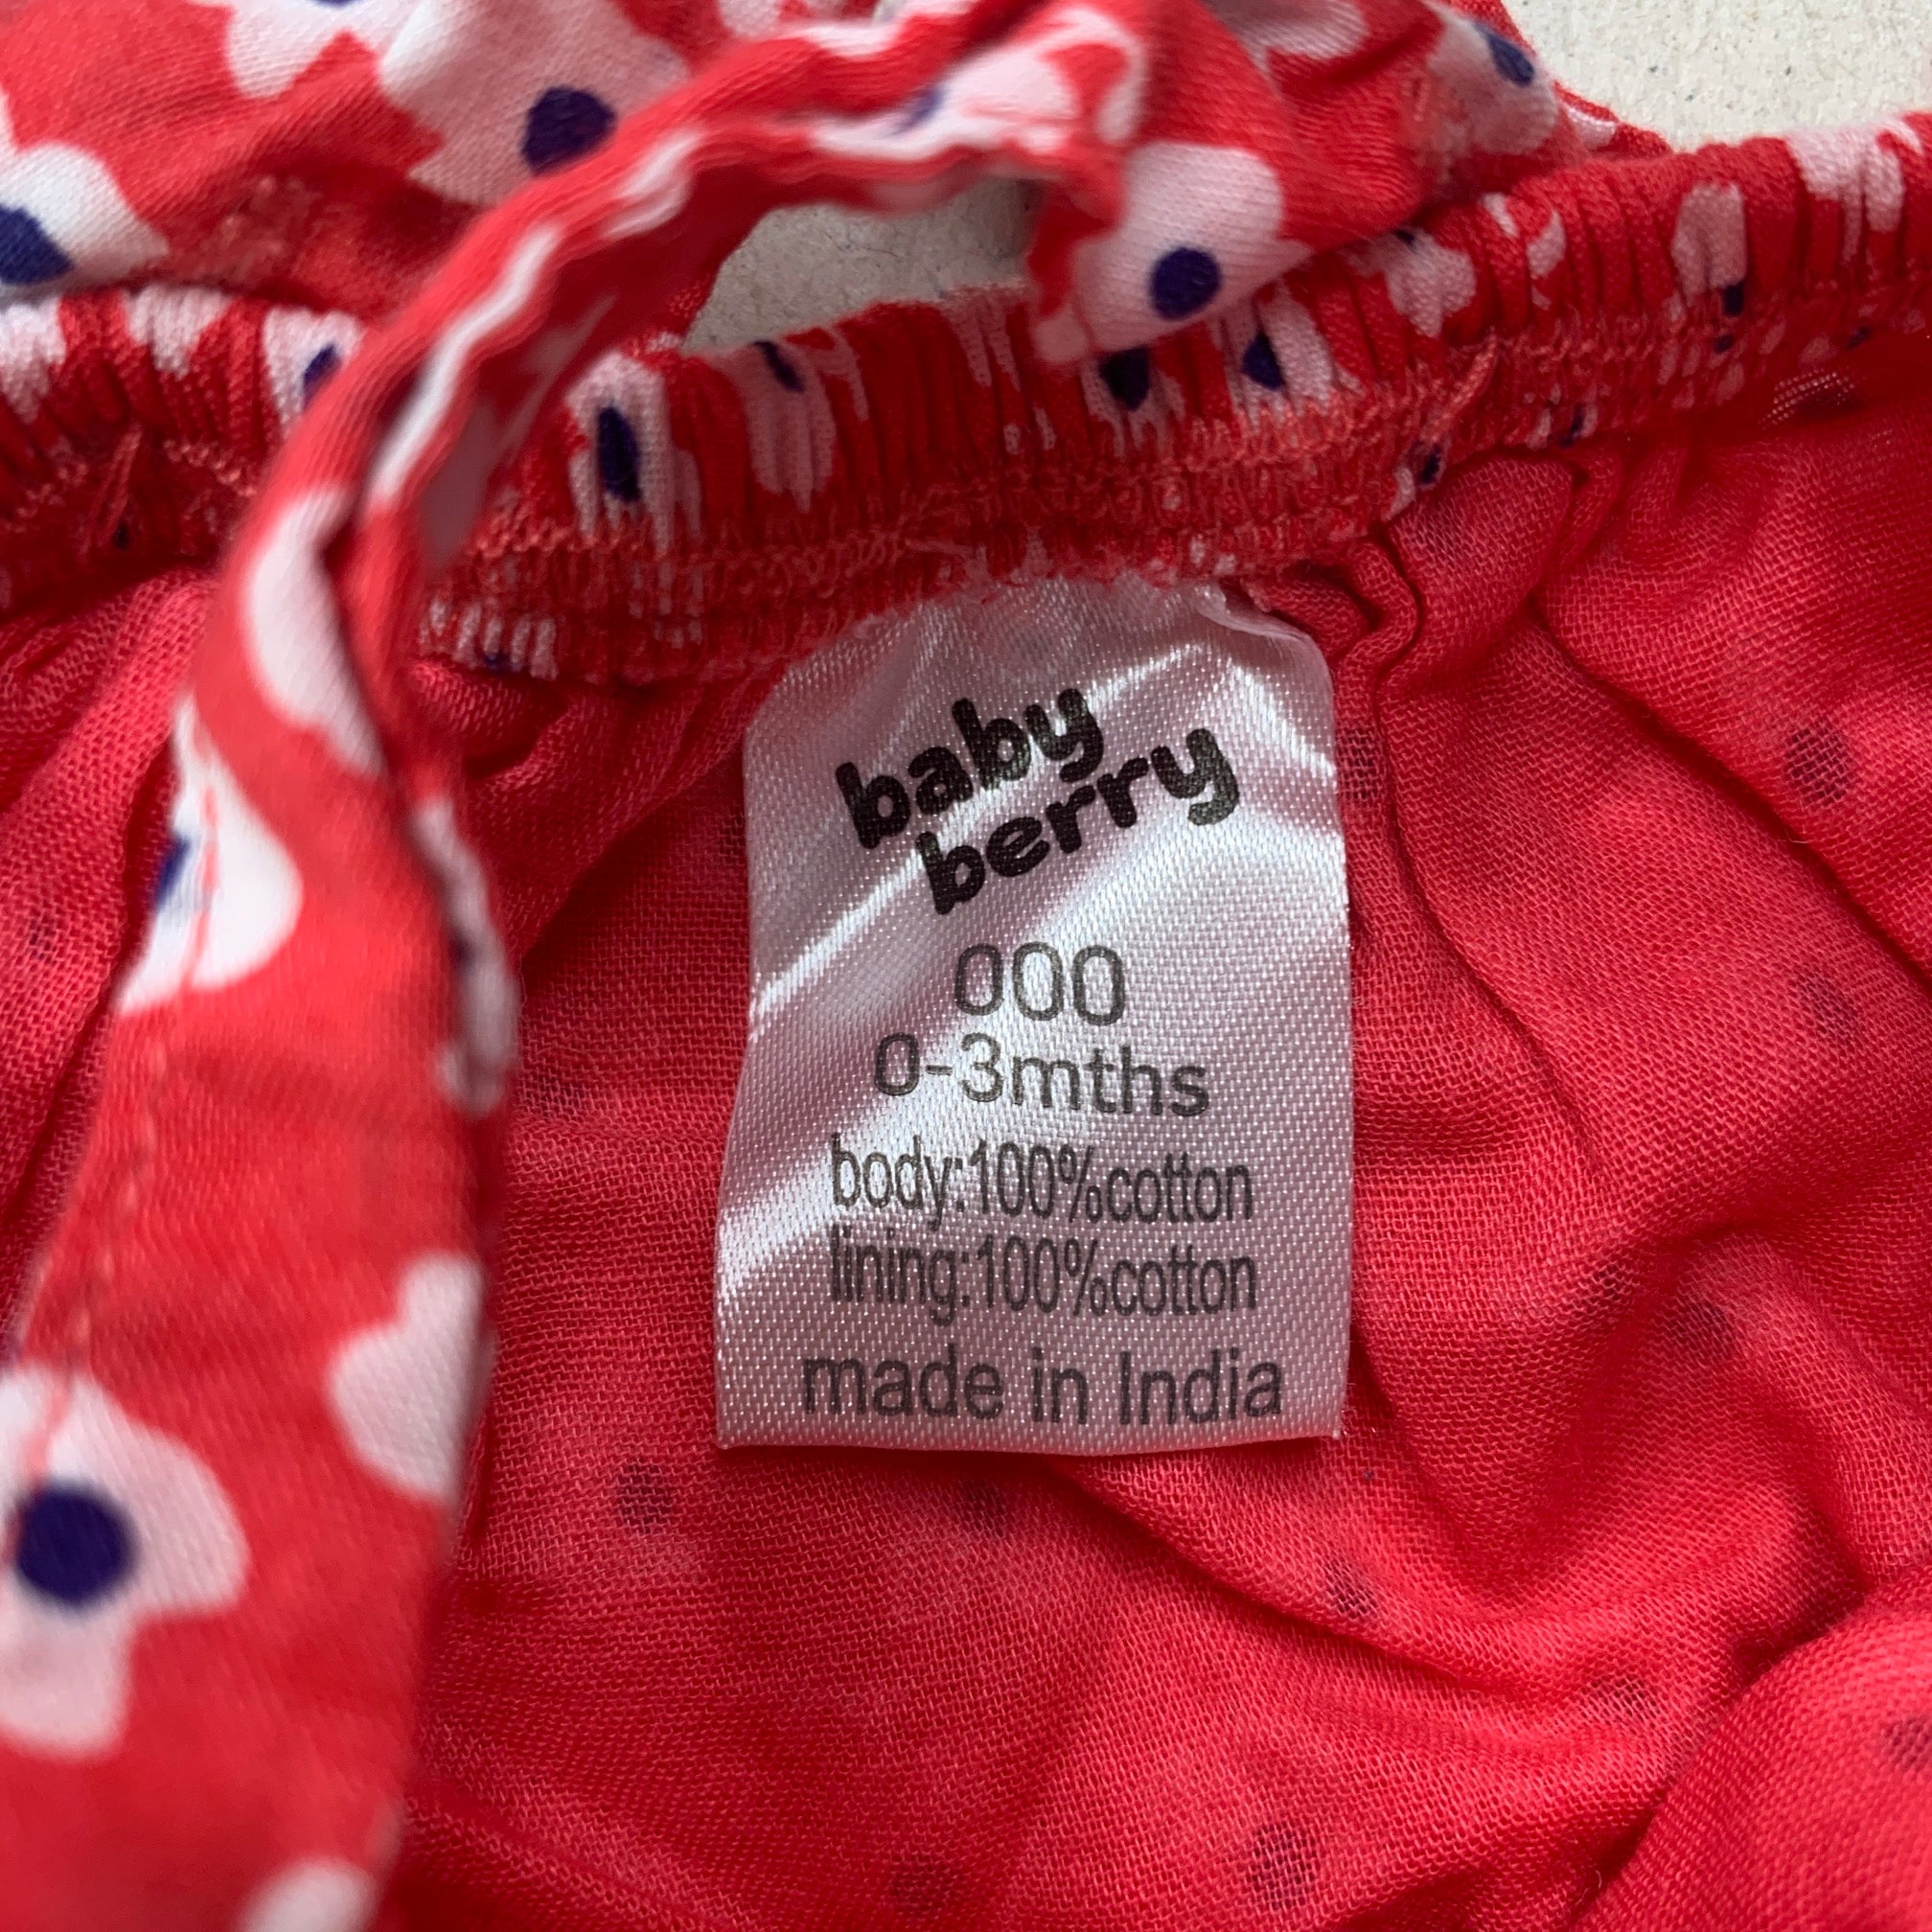 baby
berry
000
0-3mths
body:100%cotton
lining:100%cotton
made in India